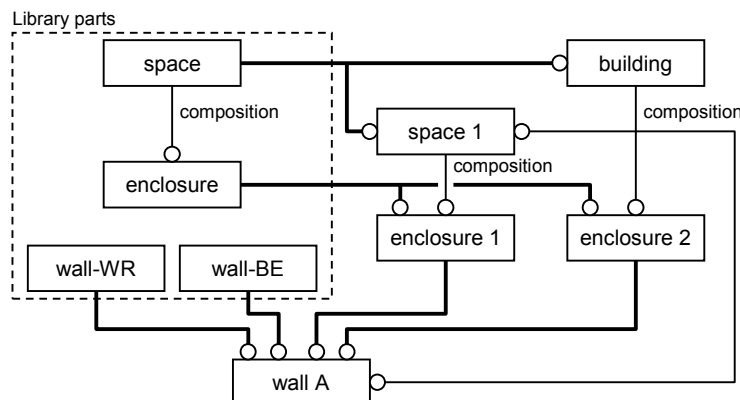 Library parts
space
building
composition
composition
space 1
composition
enclosure
enclosure 1
enclosure 2
wall-WR
wall-BE
wall A